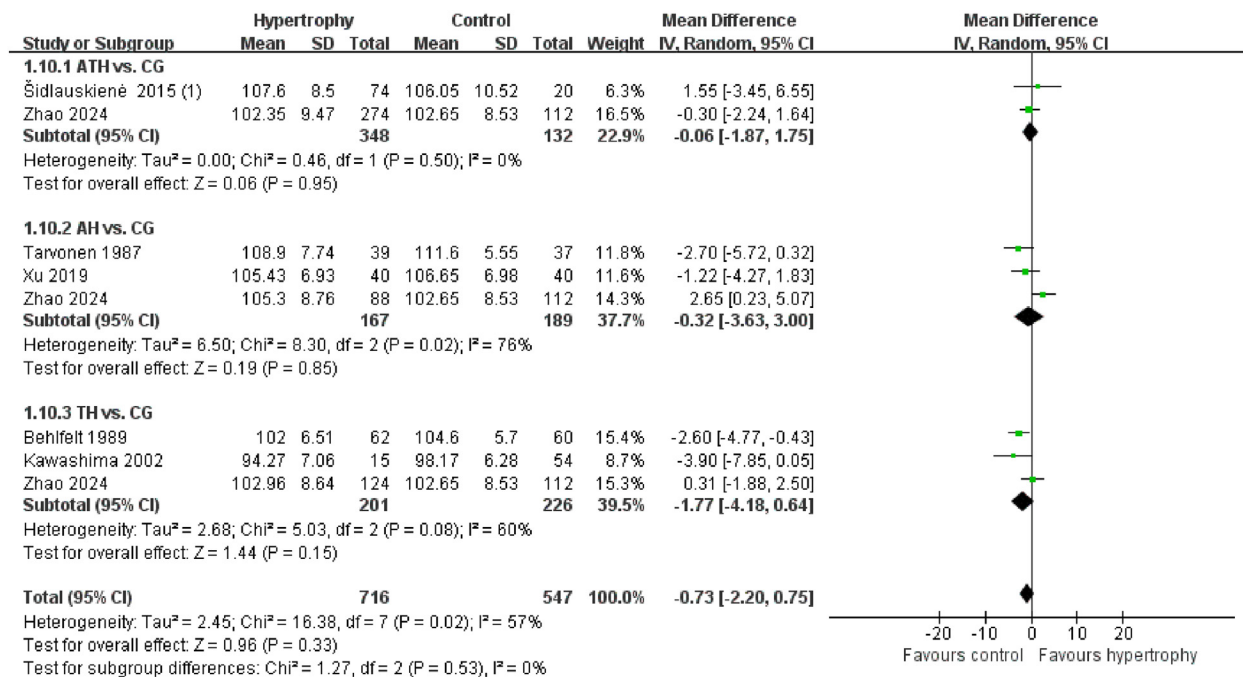 Hypertrophy Control Mean Difference Mean Difference
Study or Subgroup Mean SD Total Mean SD Total Weight IV, Random, 95% CI IV, Random, 95% CI
1.10.1 ATH vs. CG
Šidlauskienė 2015 (1) 107.6 8.5 74 106.05 10.52 20 6.3% 1.55 [-3.45, 6.55]
Zhao 2024 102.35 9.47 274 102.65 8.53 112 16.5% -0.30 [-2.24, 1.64]
Subtotal (95% CI) 348 132 22.9% -0.06 [-1.87, 1.75]
Heterogeneity: Tau² = 0.00; Chi² = 0.46, df = 1 (P = 0.50); I² = 0%
Test for overall effect: Z = 0.06 (P = 0.95)
1.10.2 AH vs. CG
Tarvonen 1987 108.9 7.74 39 111.6 5.55 37 11.8% -2.70 [-5.72, 0.32]
Xu 2019 105.43 6.93 40 106.65 6.98 40 11.6% -1.22 [-4.27, 1.83]
Zhao 2024 105.3 8.76 88 102.65 8.53 112 14.3% 2.65 [0.23, 5.07]
Subtotal (95% CI) 167 189 37.7% -0.32 [-3.63, 3.00]
Heterogeneity: Tau² = 6.50; Chi² = 8.30, df = 2 (P = 0.02); I² = 76%
Test for overall effect: Z = 0.19 (P = 0.85)
1.10.3 TH vs. CG
Behlfelt 1989 102 6.51 62 104.6 5.7 60 15.4% -2.60 [-4.77, -0.43]
Kawashima 2002 94.27 7.06 15 98.17 6.28 54 8.7% -3.90 [-7.85, 0.05]
Zhao 2024 102.96 8.64 124 102.65 8.53 112 15.3% 0.31 [-1.88, 2.50]
Subtotal (95% CI) 201 226 39.5% -1.77 [-4.18, 0.64]
Heterogeneity: Tau² = 2.68; Chi² = 5.03, df = 2 (P = 0.08); I² = 60%
Test for overall effect: Z = 1.44 (P = 0.15)
Total (95% CI) 716 547 100.0% -0.73 [-2.20, 0.75]
Heterogeneity: Tau² = 2.45; Chi² = 16.38, df = 7 (P = 0.02); I² = 57%
Test for overall effect: Z = 0.96 (P = 0.33)
Test for subgroup differences: Chi² = 1.27, df = 2 (P = 0.53), I² = 0%
-20 -10 0 10 20
Favours control Favours hypertrophy